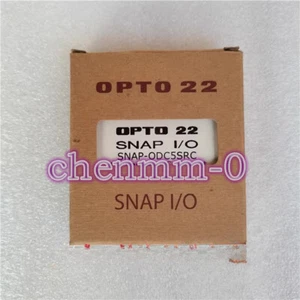 OPTO 22
OPTO 22
SNAP I/O
SNAP-ODC5SRC
chenmm-0
SNAP I/O